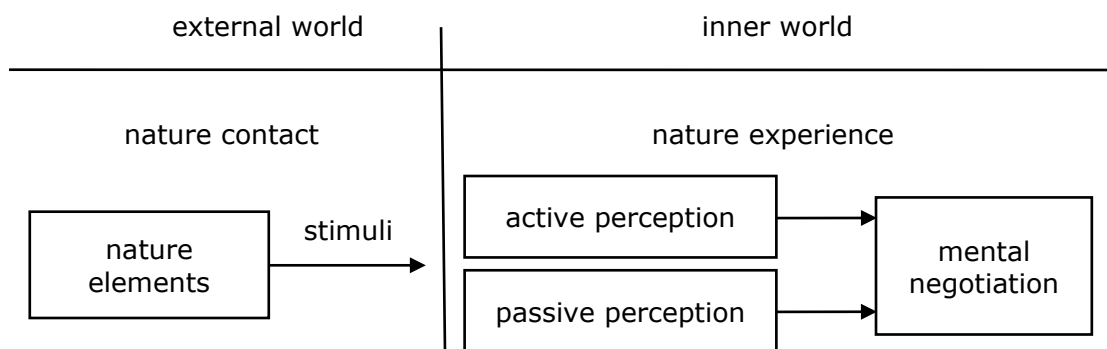 external world
inner world
nature contact
nature experience
nature
elements
stimuli
active perception
passive perception
mental
negotiation